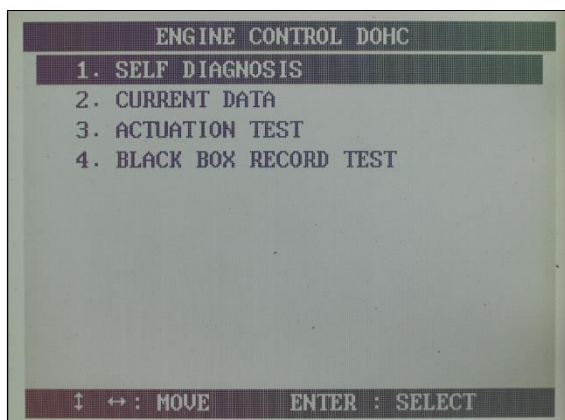 ENGINE CONTROL DOHC
1. SELF DIAGNOSIS
2. CURRENT DATA
3. ACTUATION TEST
4. BLACK BOX RECORD TEST
↕ ↔ : MOVE ENTER : SELECT